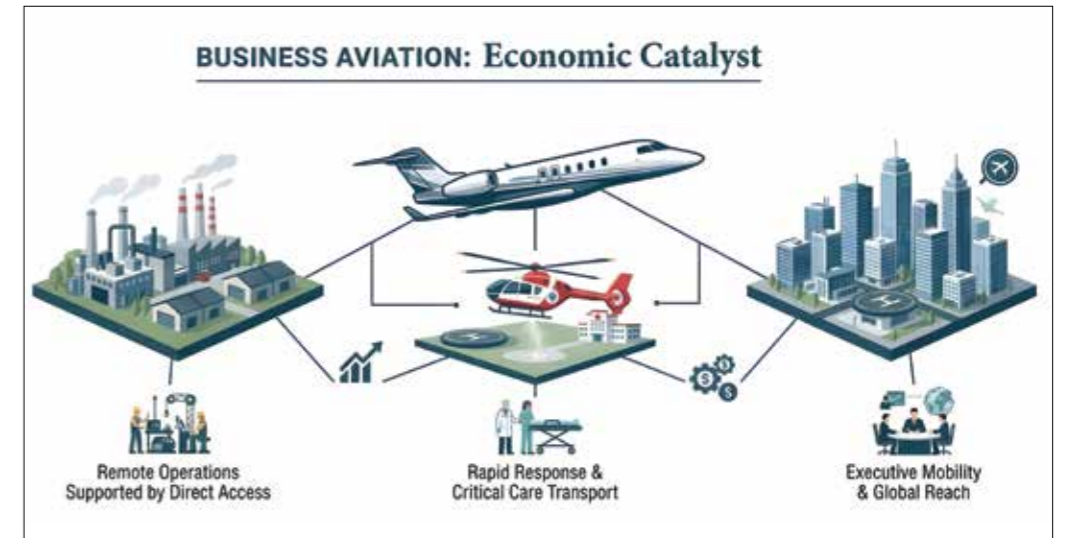 BUSINESS AVIATION: Economic Catalyst
H
H
$
$
$
Remote Operations
Supported by Direct Access
Rapid Response &
Critical Care Transport
Executive Mobility
& Global Reach